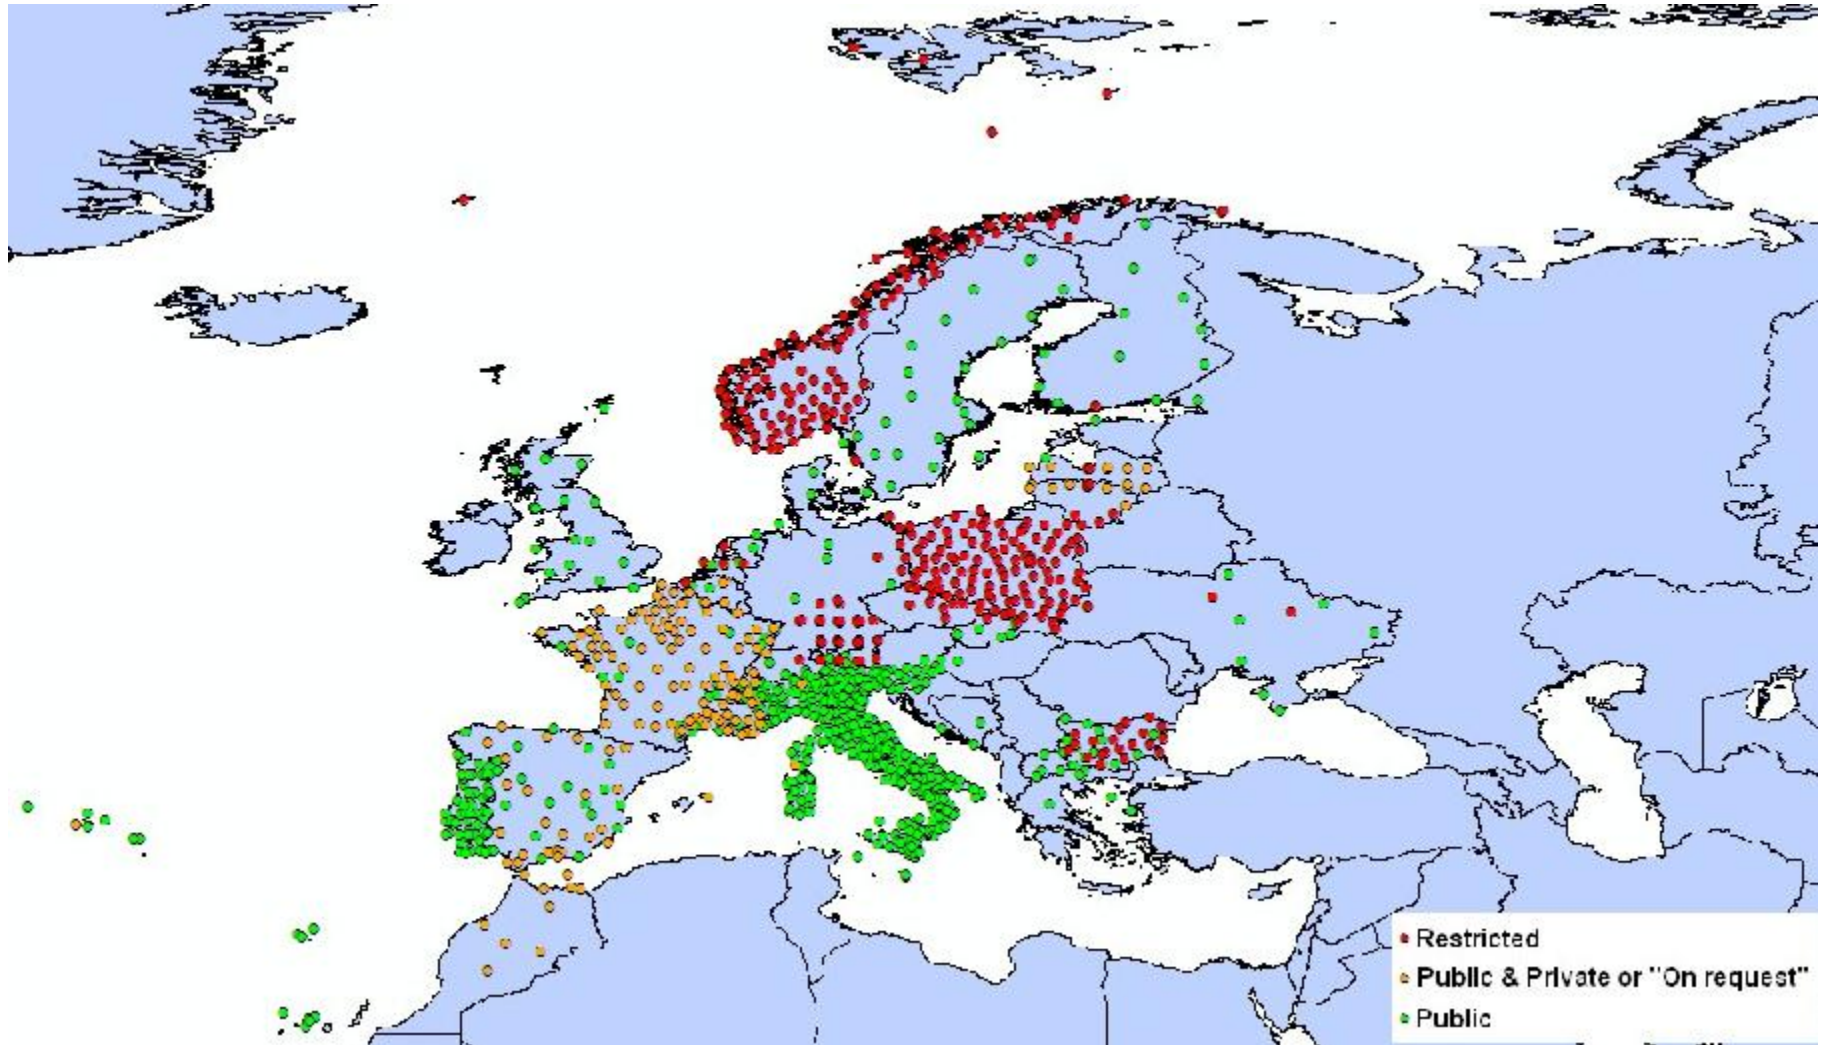 Restricted
Public & Private or "On request"
Public